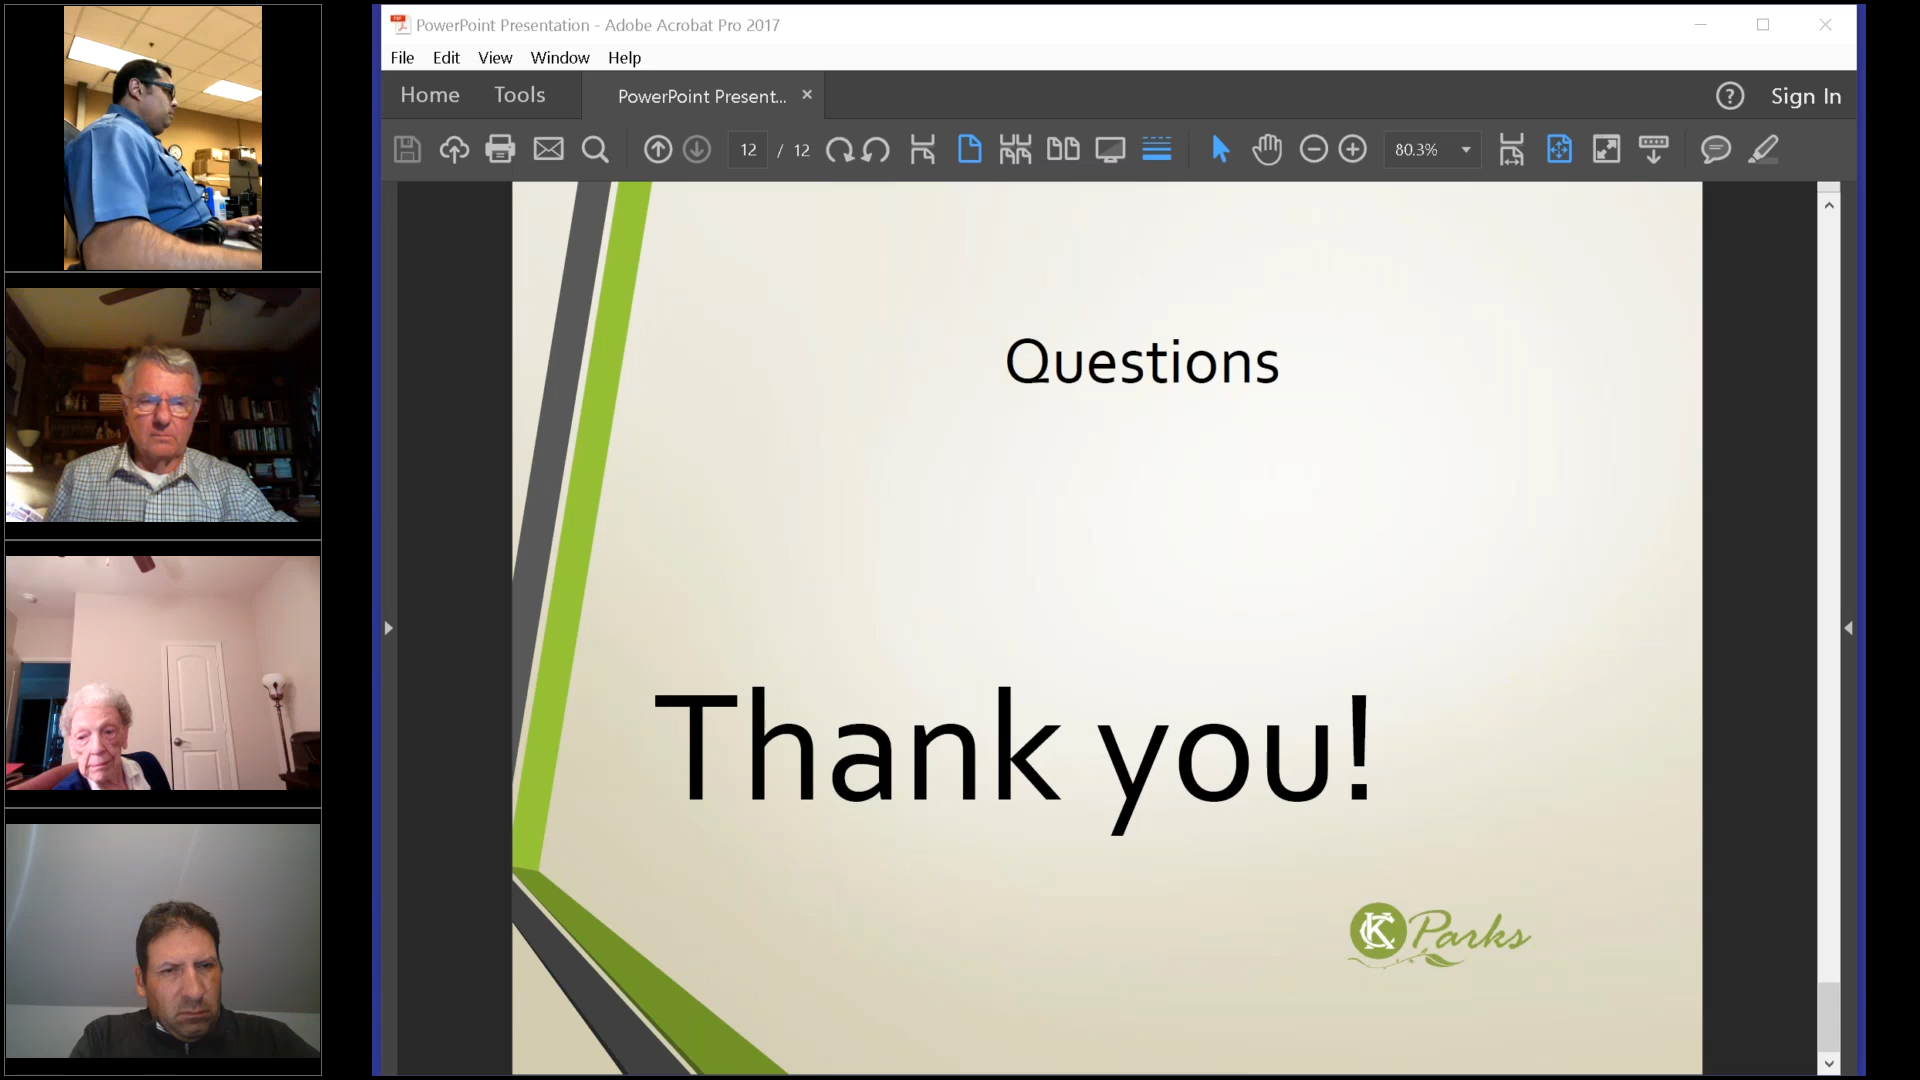 PowerPoint Presentation - Adobe Acrobat Pro 2017
File Edit View Window Help
Home Tools PowerPoint Present... Sign In
12 / 12 80.3%
Questions
Thank you!
KC Parks